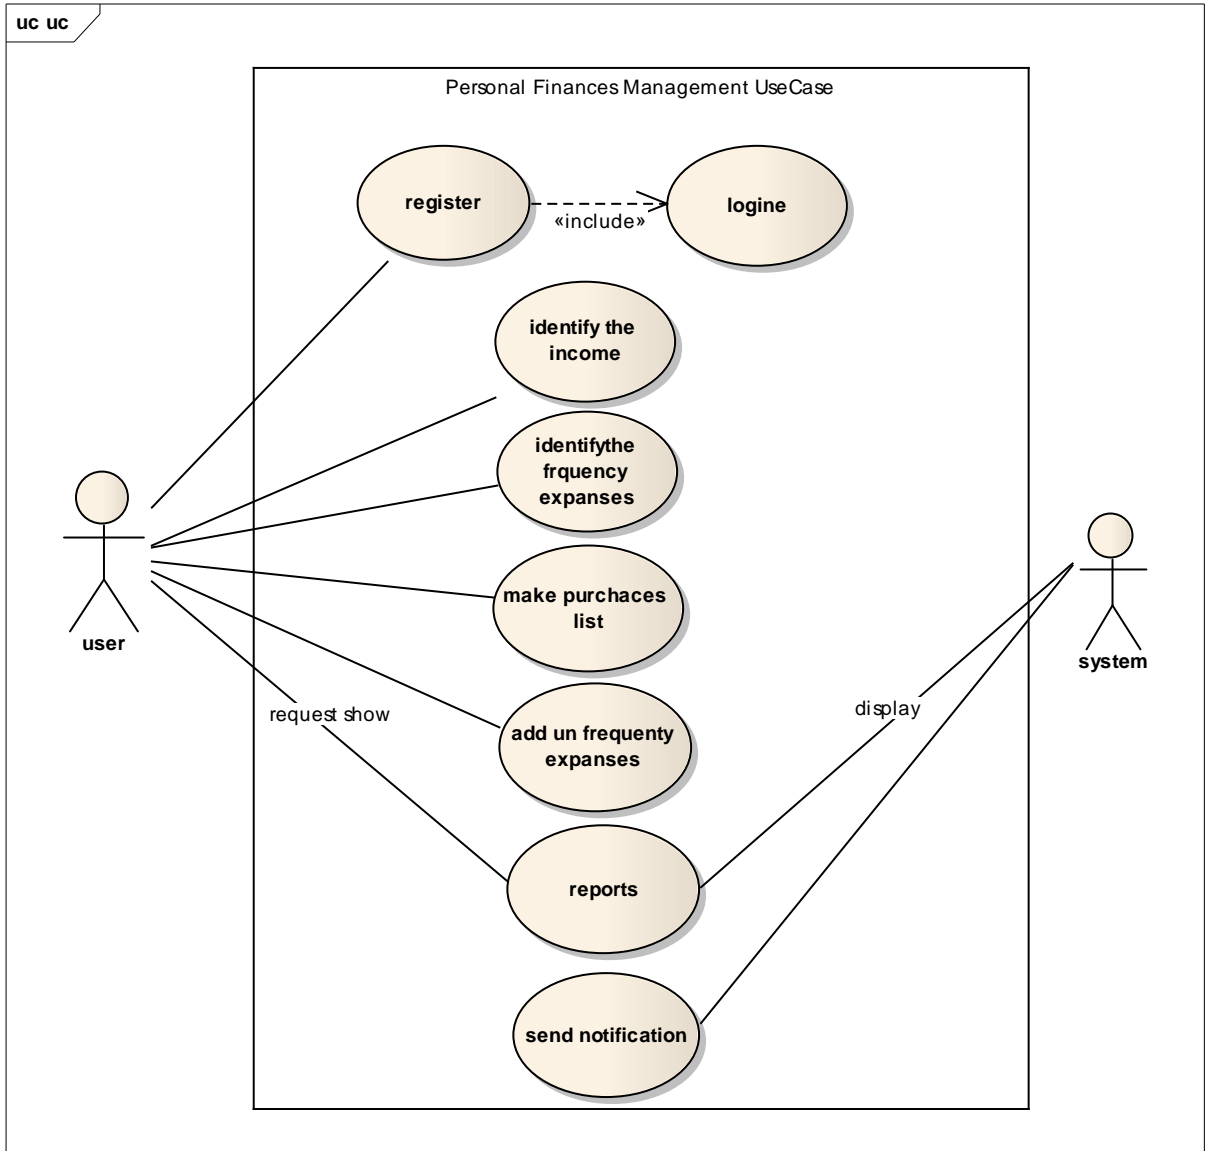 uc uc
Personal Finances Management UseCase
register
«include»
logine
identify the
income
identifythe
frquency
expanses
make purchaces
list
user
system
request show
display
add un frequenty
expanses
reports
send notification